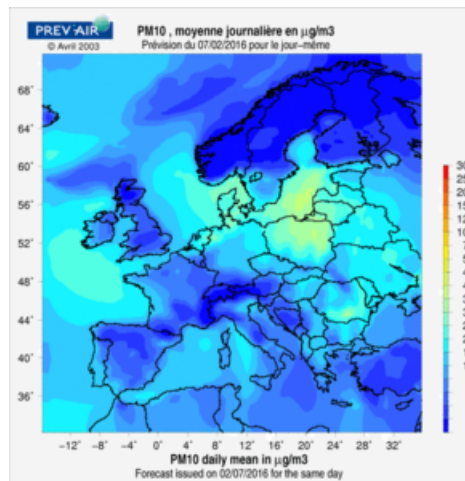 PREV'AIR
© Avril 2003
PM10 , moyenne journalière en µg/m3
Prévision du 07/02/2016 pour le jour-même
68°
64°
60°
56°
52°
48°
44°
40°
36°
-12° -8° -4° 0° 4° 8° 12° 16° 20° 24° 28° 32°
PM10 daily mean in µg/m3
Forecast issued on 02/07/2016 for the same day